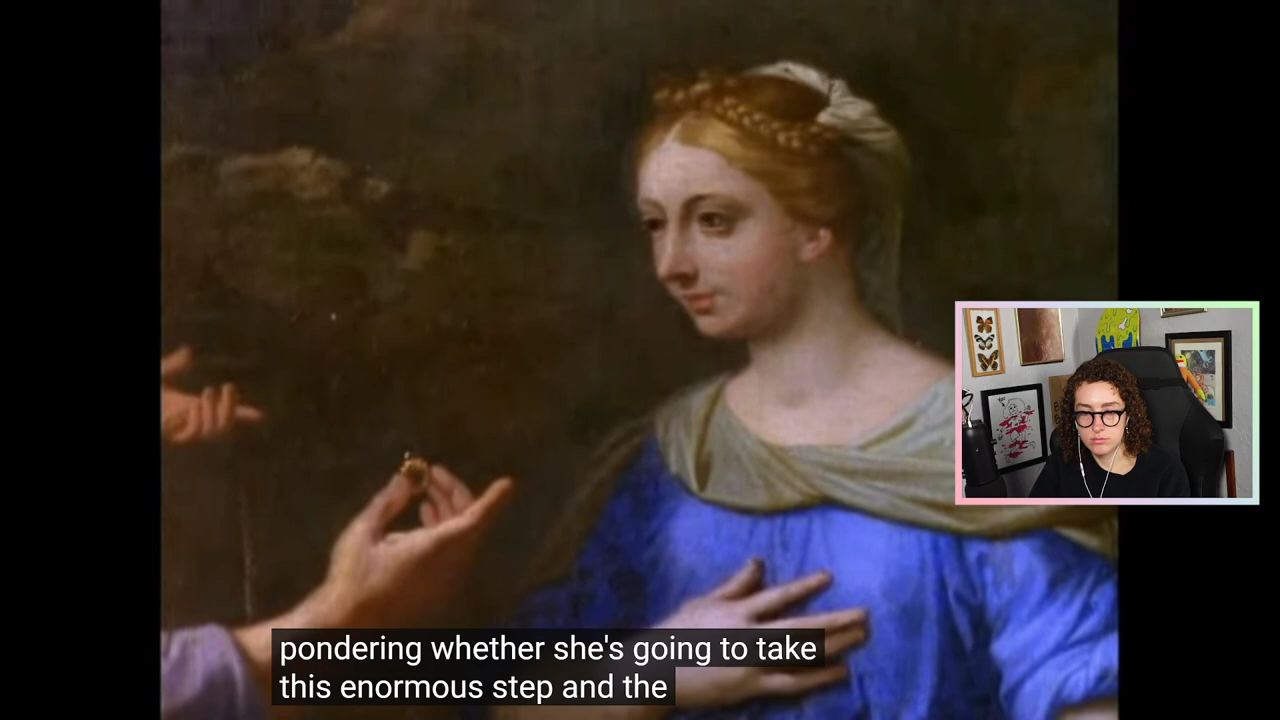 pondering whether she's going to take
this enormous step and the